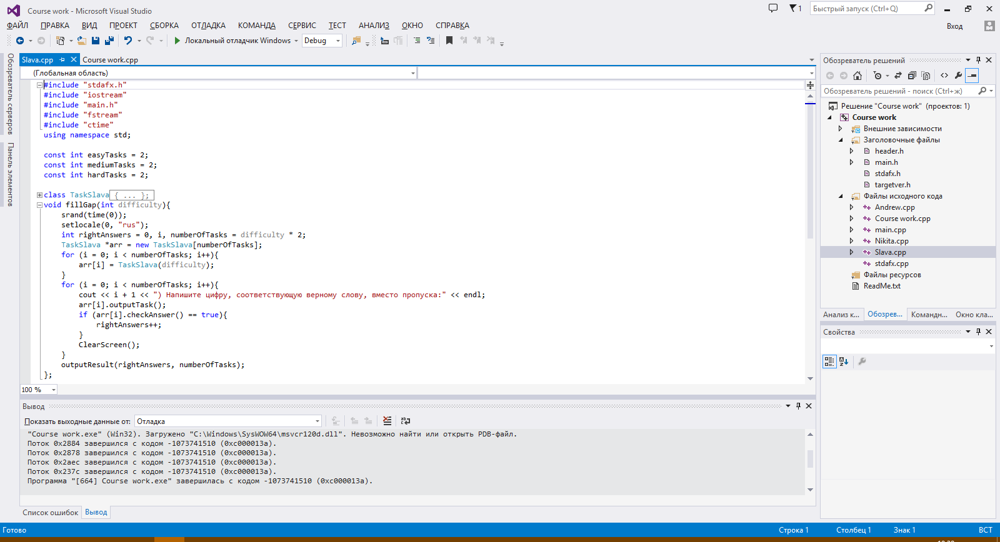 Course work - Microsoft Visual Studio
1
Быстрый запуск (Ctrl+Q)
ФАЙЛ ПРАВКА ВИД ПРОЕКТ СБОРКА ОТЛАДКА КОМАНДА СЕРВИС ТЕСТ АНАЛИЗ ОКНО СПРАВКА
Вход
Локальный отладчик Windows Debug
Обозреватель серверов
Панель элементов
Slava.cpp Course work.cpp
(Глобальная область)
#include "stdafx.h"
#include "iostream"
#include "main.h"
#include "fstream"
#include "ctime"
using namespace std;
const int easyTasks = 2;
const int mediumTasks = 2;
const int hardTasks = 2;
class TaskSlava{ ... };
void fillGap(int difficulty){
srand(time(0));
setlocale(0, "rus");
int rightAnswers = 0, i, numberOfTasks = difficulty * 2;
TaskSlava *arr = new TaskSlava[numberOfTasks];
for (i = 0; i < numberOfTasks; i++){
arr[i] = TaskSlava(difficulty);
}
for (i = 0; i < numberOfTasks; i++){
cout << i + 1 << ") Напишите цифру, соответствующую верному слову, вместо пропуска:" << endl;
arr[i].outputTask();
if (arr[i].checkAnswer() == true){
rightAnswers++;
}
ClearScreen();
}
outputResult(rightAnswers, numberOfTasks);
};
100 %
Вывод
Показать выходные данные от: Отладка
"Course work.exe" (Win32). Загружено "C:\Windows\SysWOW64\msvcr120d.dll". Невозможно найти или открыть PDB-файл.
Поток 0x2884 завершился с кодом -1073741510 (0xc000013a).
Поток 0x2878 завершился с кодом -1073741510 (0xc000013a).
Поток 0x2aec завершился с кодом -1073741510 (0xc000013a).
Поток 0x237c завершился с кодом -1073741510 (0xc000013a).
Программа "[664] Course work.exe" завершилась с кодом -1073741510 (0xc000013a).
Список ошибок Вывод
Обозреватель решений
Обозреватель решений - поиск (Ctrl+ж)
Решение "Course work" (проектов: 1)
Course work
Внешние зависимости
Заголовочные файлы
header.h
main.h
stdafx.h
targetver.h
Файлы исходного кода
Andrew.cpp
Course work.cpp
main.cpp
Nikita.cpp
Slava.cpp
stdafx.cpp
Файлы ресурсов
ReadMe.txt
Анализ к... Обозрев... Командн... Окно кла...
Свойства
Готово Строка 1 Столбец 1 Знак 1 ВСТ